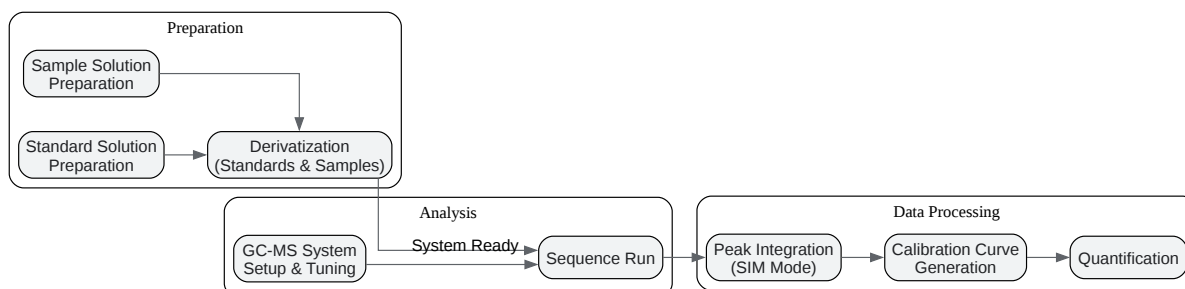 Preparation
Sample Solution
Preparation
Standard Solution
Preparation
Derivatization
(Standards & Samples)
Analysis
GC-MS System
Setup & Tuning
System Ready
Sequence Run
Data Processing
Peak Integration
(SIM Mode)
Calibration Curve
Generation
Quantification